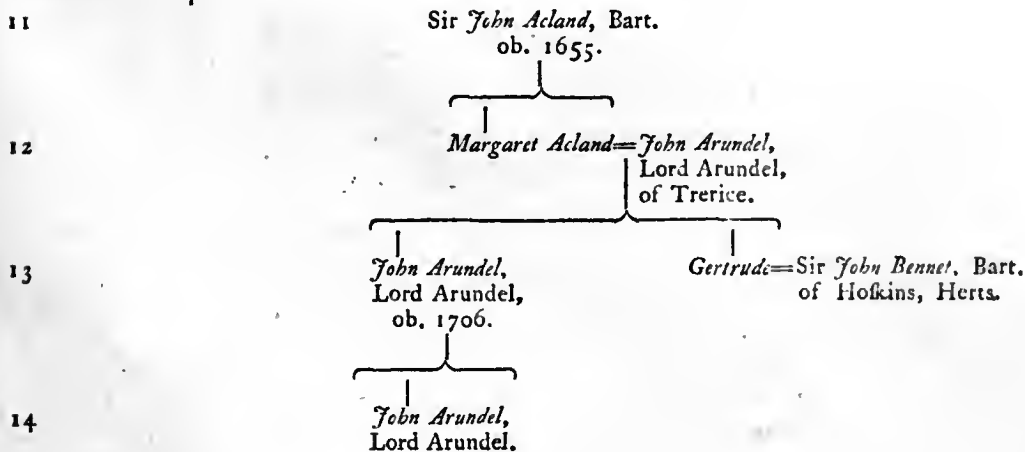 11 Sir John Acland, Bart.
ob. 1655.
12 Margaret Acland=John Arundel,
Lord Arundel,
of Trerice.
13 John Arundel, Gertrude=Sir John Bennet, Bart.
Lord Arundel, of Hoſkins, Herts.
ob. 1706.
14 John Arundel,
Lord Arundel.